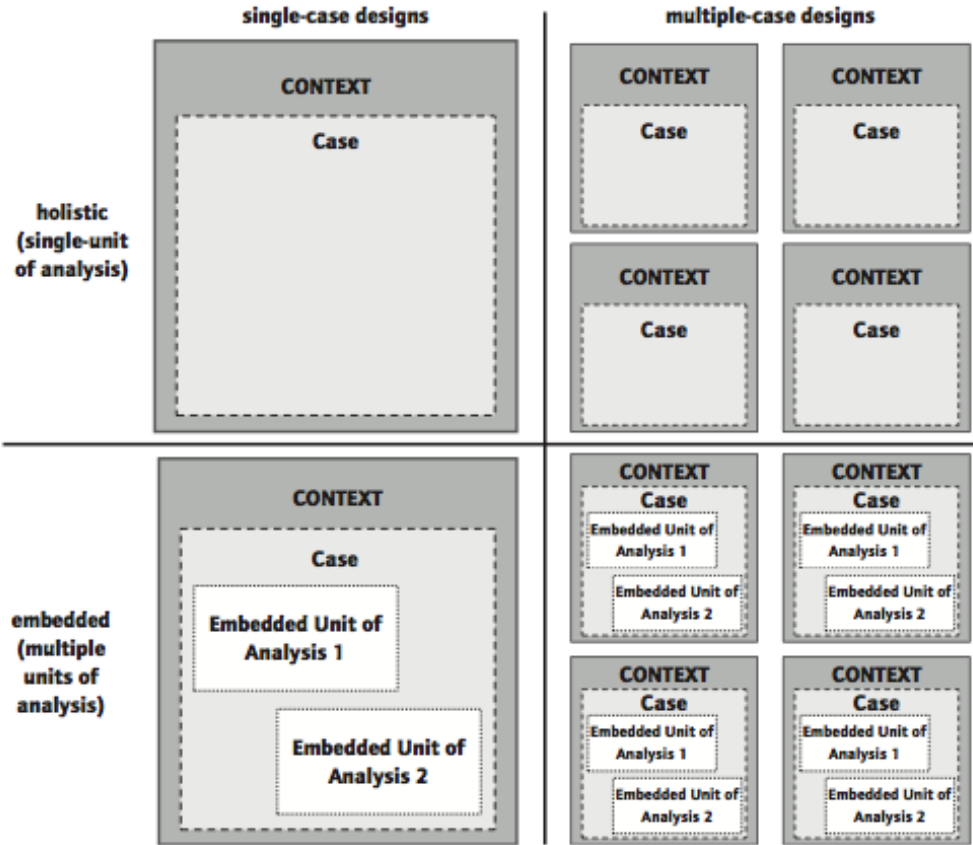 single-case designs
multiple-case designs
holistic
(single-unit
of analysis)
CONTEXT
Case
CONTEXT
Case
CONTEXT
Case
CONTEXT
Case
CONTEXT
Case
embedded
(multiple
units of
analysis)
CONTEXT
Case
Embedded Unit of
Analysis 1
Embedded Unit of
Analysis 2
CONTEXT
Case
Embedded Unit of
Analysis 1
Embedded Unit of
Analysis 2
CONTEXT
Case
Embedded Unit of
Analysis 1
Embedded Unit of
Analysis 2
CONTEXT
Case
Embedded Unit of
Analysis 1
Embedded Unit of
Analysis 2
CONTEXT
Case
Embedded Unit of
Analysis 1
Embedded Unit of
Analysis 2